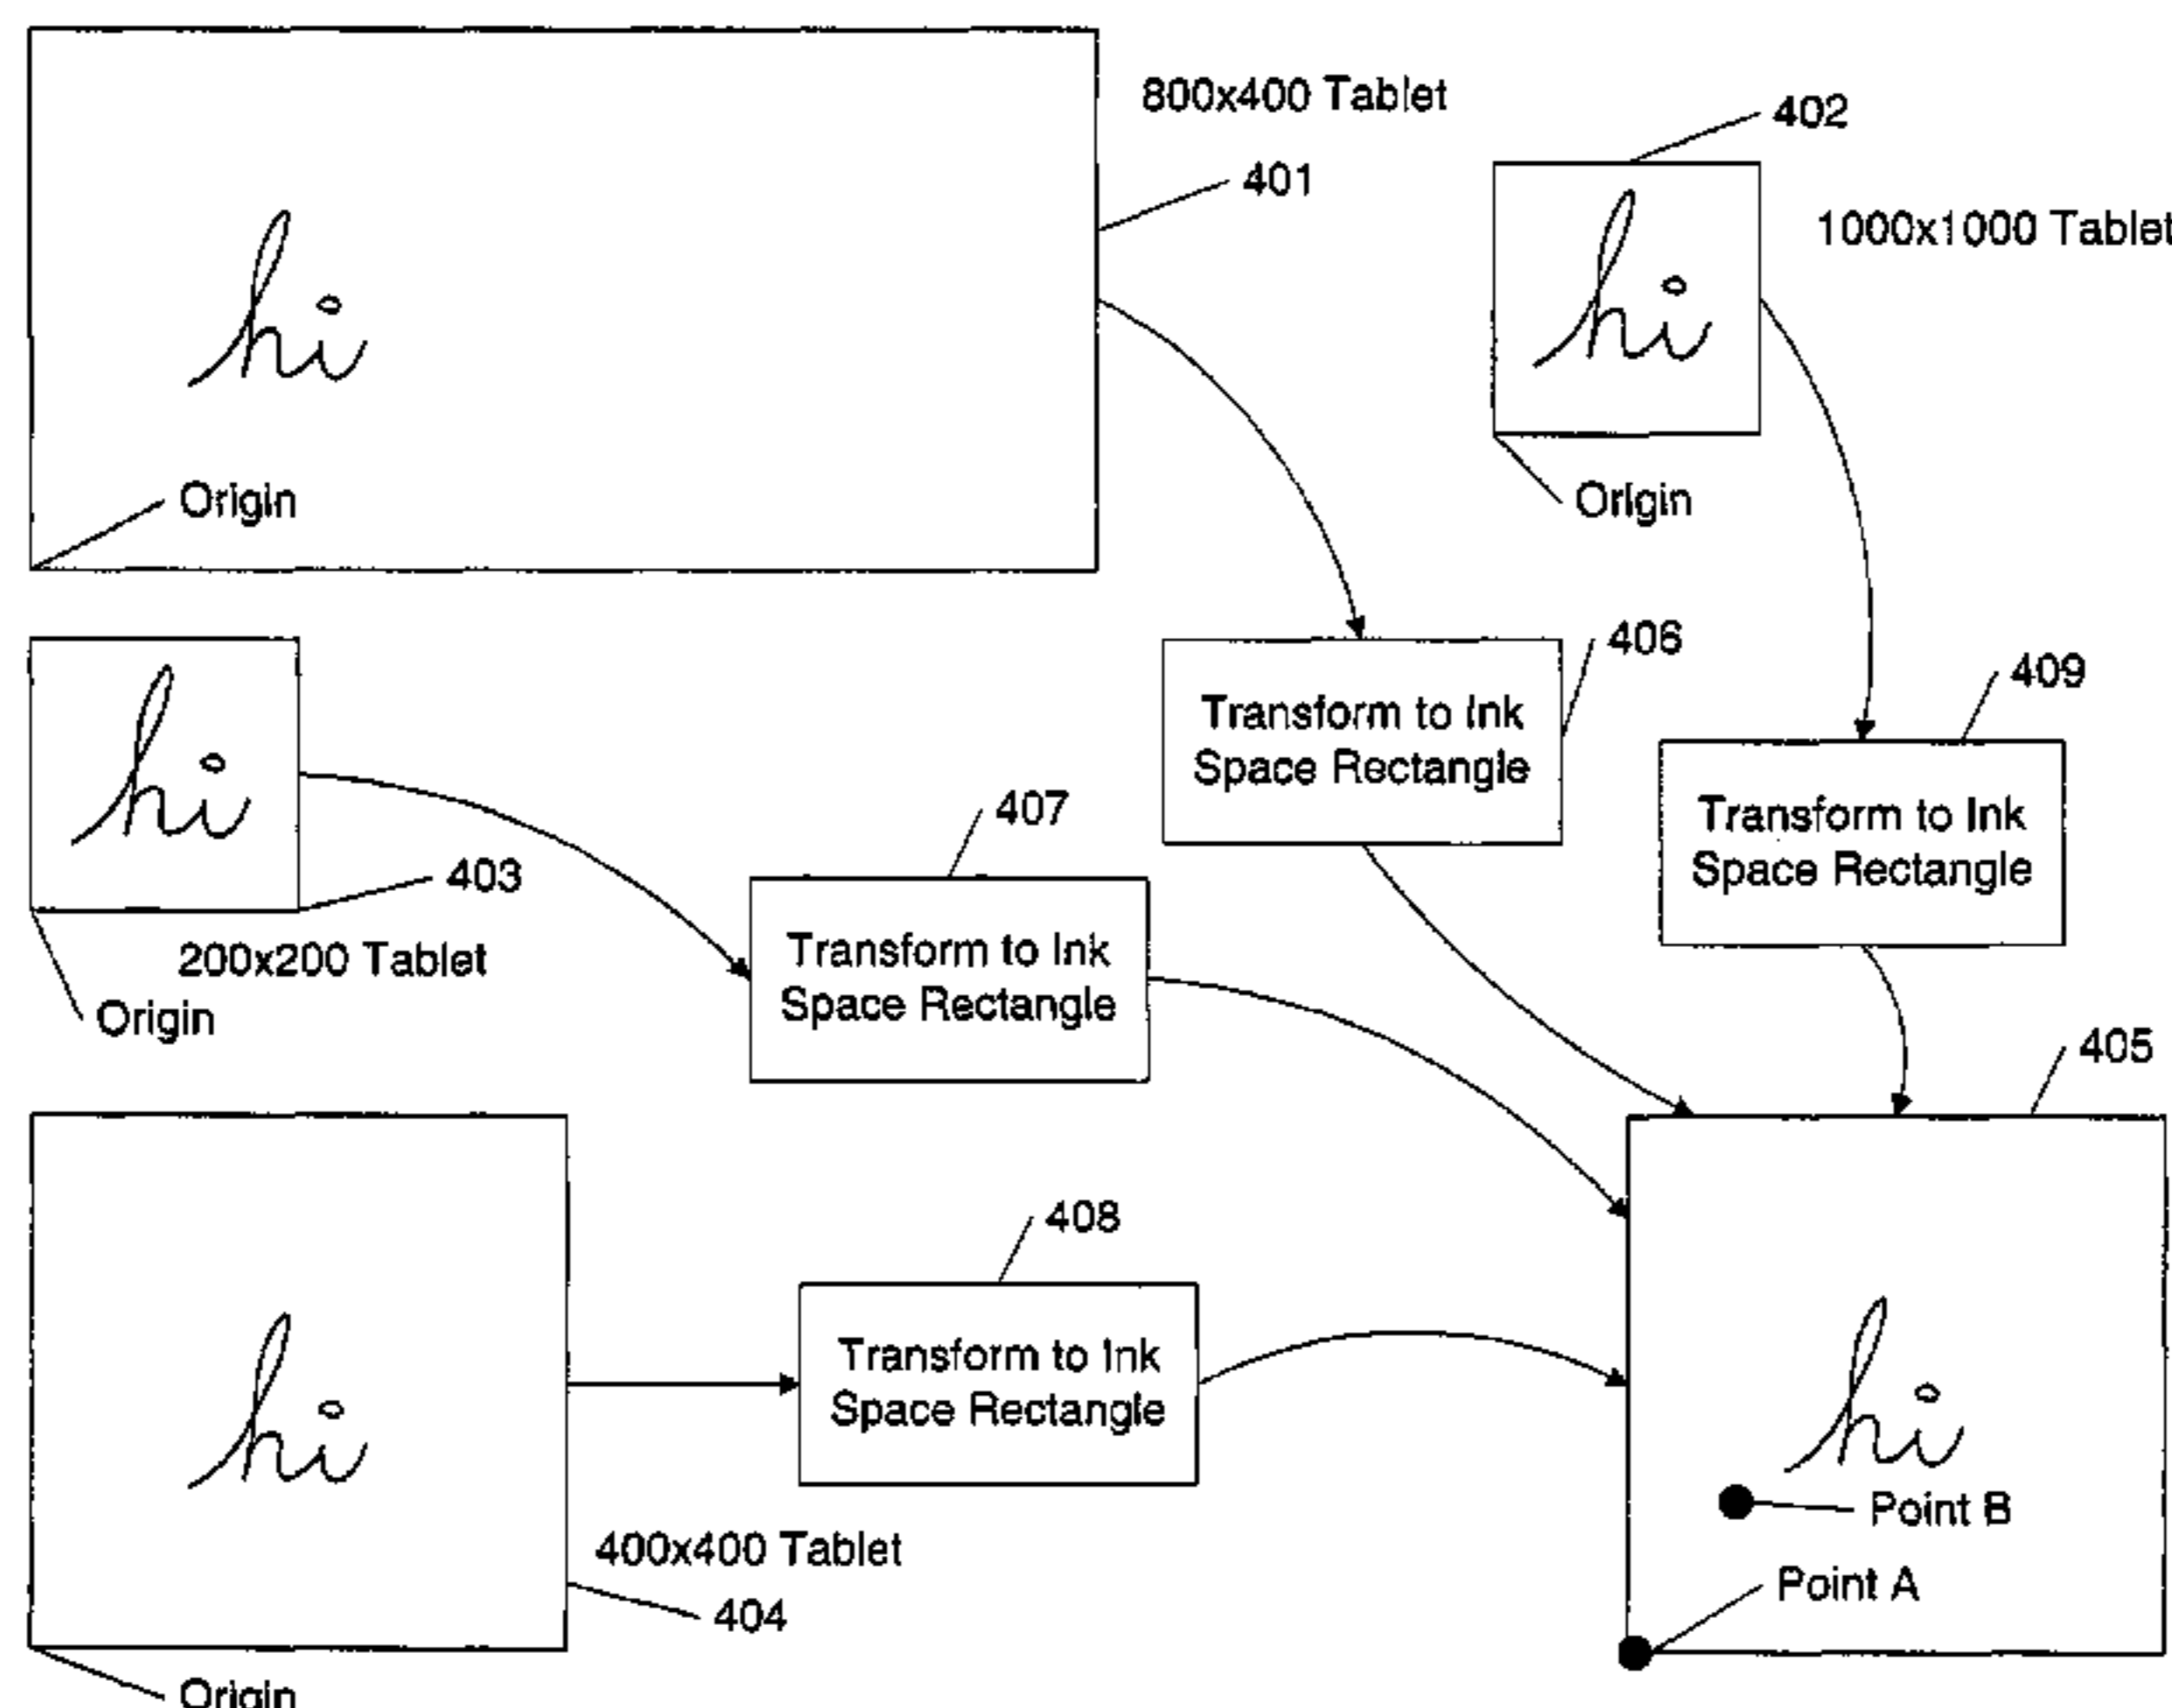 800x400 Tablet
401
402
1000x1000 Tablet
hi
hi
Origin
Origin
406
409
Transform to Ink
Space Rectangle
hi
407
Transform to Ink
Space Rectangle
403
200x200 Tablet
Origin
Transform to Ink
Space Rectangle
405
408
Transform to Ink
Space Rectangle
hi
hi
Point B
400x400 Tablet
404
Point A
Origin